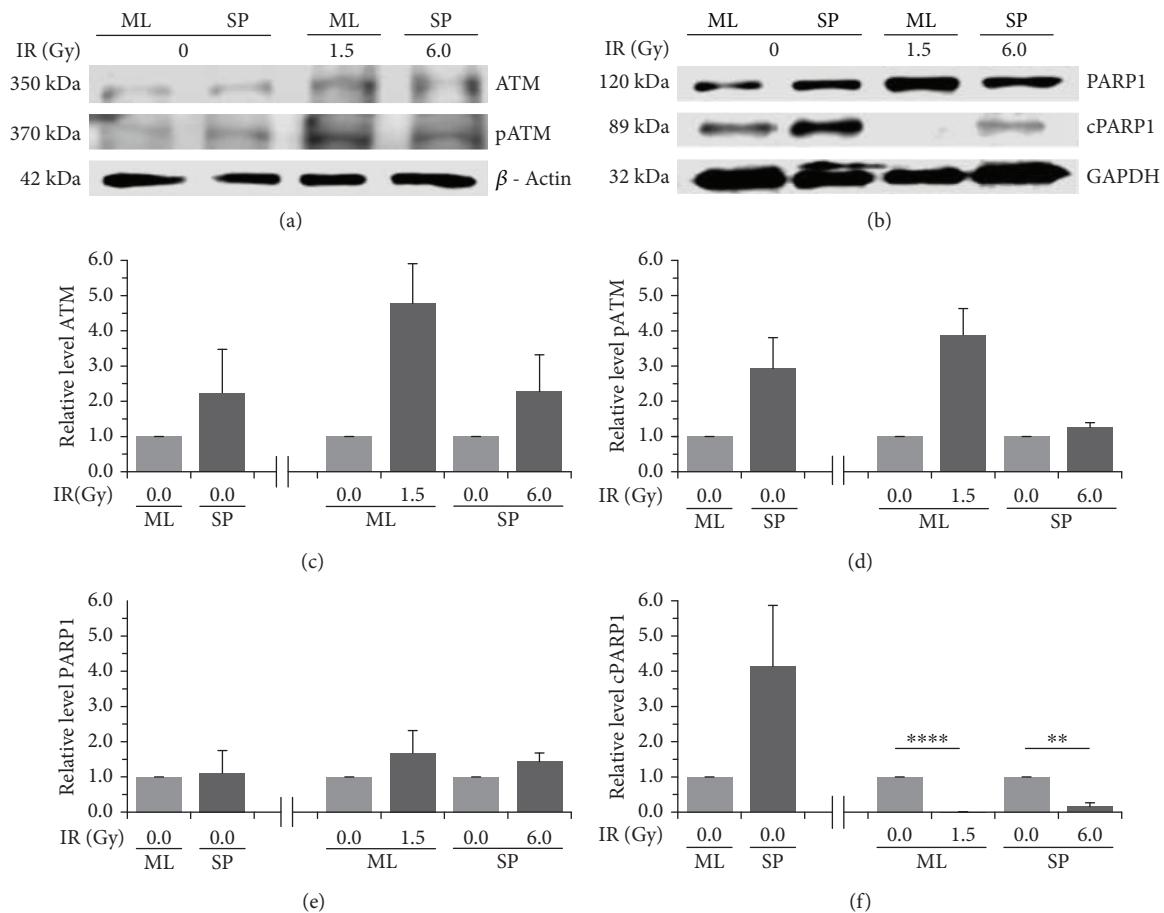 ML SP ML SP
IR (Gy) 0 1.5 6.0
350 kDa ATM
370 kDa pATM
42 kDa β - Actin
(a)
ML SP ML SP
IR (Gy) 0 1.5 6.0
120 kDa PARP1
89 kDa cPARP1
32 kDa GAPDH
(b)
Relative level ATM
6.0
5.0
4.0
3.0
2.0
1.0
0.0
IR(Gy) 0.0 0.0 0.0 1.5 0.0 6.0
ML SP ML SP
(c)
Relative level pATM
6.0
5.0
4.0
3.0
2.0
1.0
0.0
IR (Gy) 0.0 0.0 0.0 1.5 0.0 6.0
ML SP ML SP
(d)
Relative level PARP1
6.0
5.0
4.0
3.0
2.0
1.0
0.0
IR (Gy) 0.0 0.0 0.0 1.5 0.0 6.0
ML SP ML SP
(e)
Relative level cPARP1
6.0
5.0
4.0
3.0
2.0
1.0
0.0
**** **
IR (Gy) 0.0 0.0 0.0 1.5 0.0 6.0
ML SP ML SP
(f)